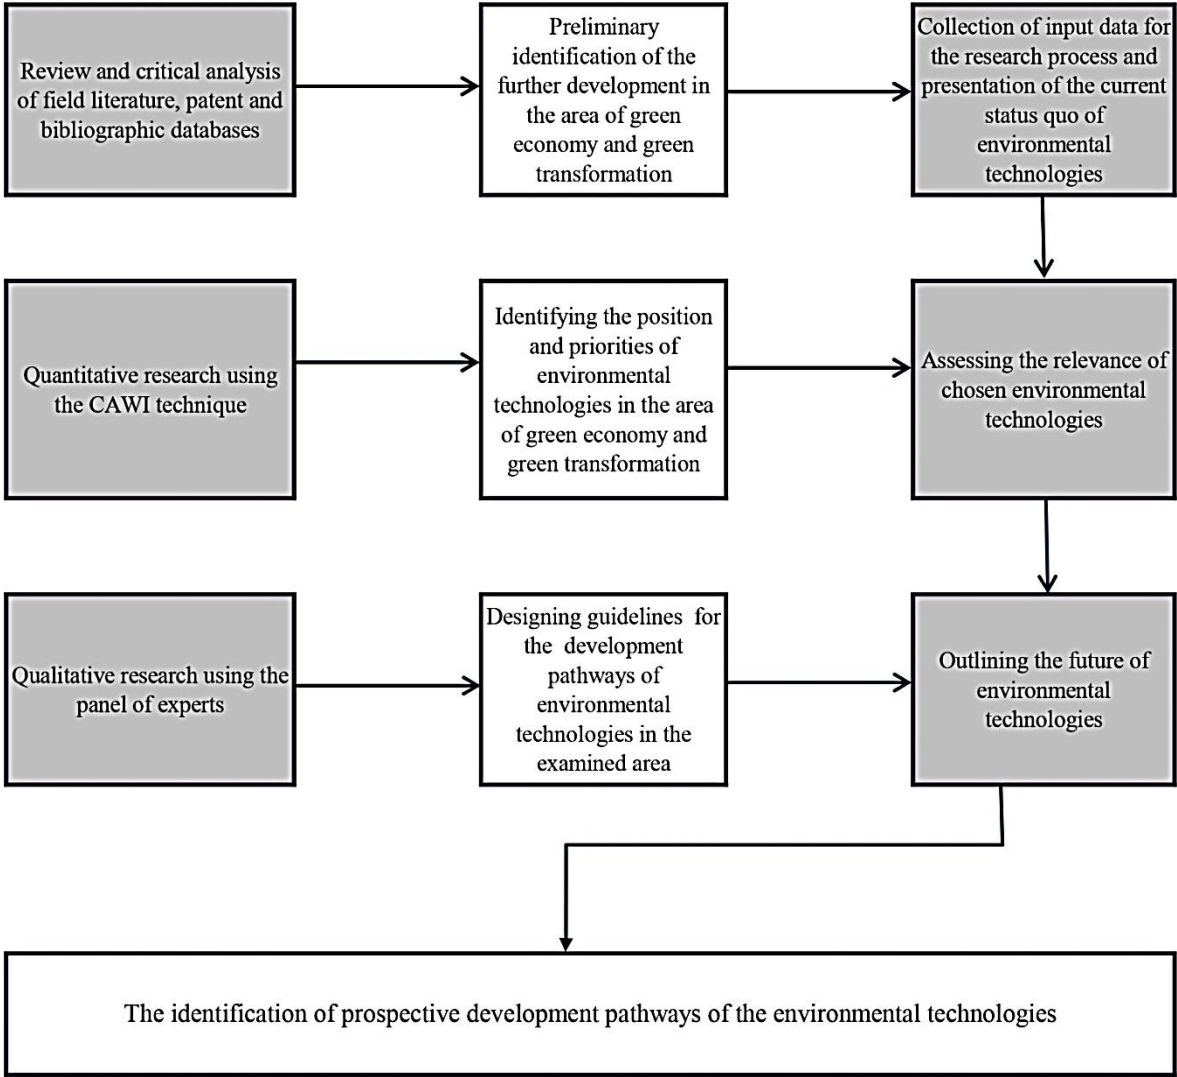 Review and critical analysis
of field literature, patent and
bibliographic databases
Preliminary
identification of the
further development in
the area of green
economy and green
transformation
Collection of input data for
the research process and
presentation of the current
status quo of
environmental
technologies
Quantitative research using
the CAWI technique
Identifying the position
and priorities of
environmental
technologies in the area
of green economy and
green transformation
Assessing the relevance of
chosen environmental
technologies
Qualitative research using the
panel of experts
Designing guidelines  for
the  development
pathways of
environmental
technologies in the
examined area
Outlining the future of
environmental
technologies
The identification of prospective development pathways of the environmental technologies